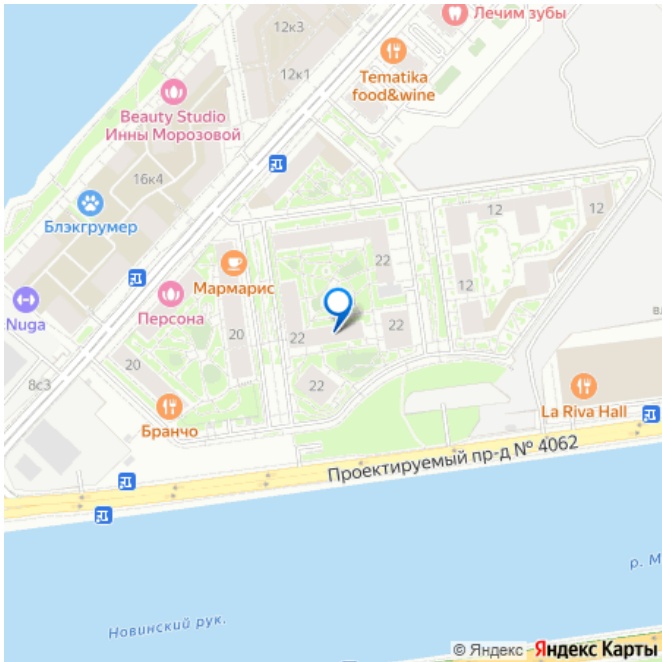 12к3
Лечим зубы
12к1
Tematika
food&wine
Beauty Studio
Инны Морозовой
16к4
Блэкгрумер
12
12
22
Мармарис
12
Nuga
Персона
22
20
22
8с3
20
22
La Riva Hall
Бранчо
Проектируемый пр-д № 4062
р. М
Новинский рук.
© Яндекс Яндекс Карты